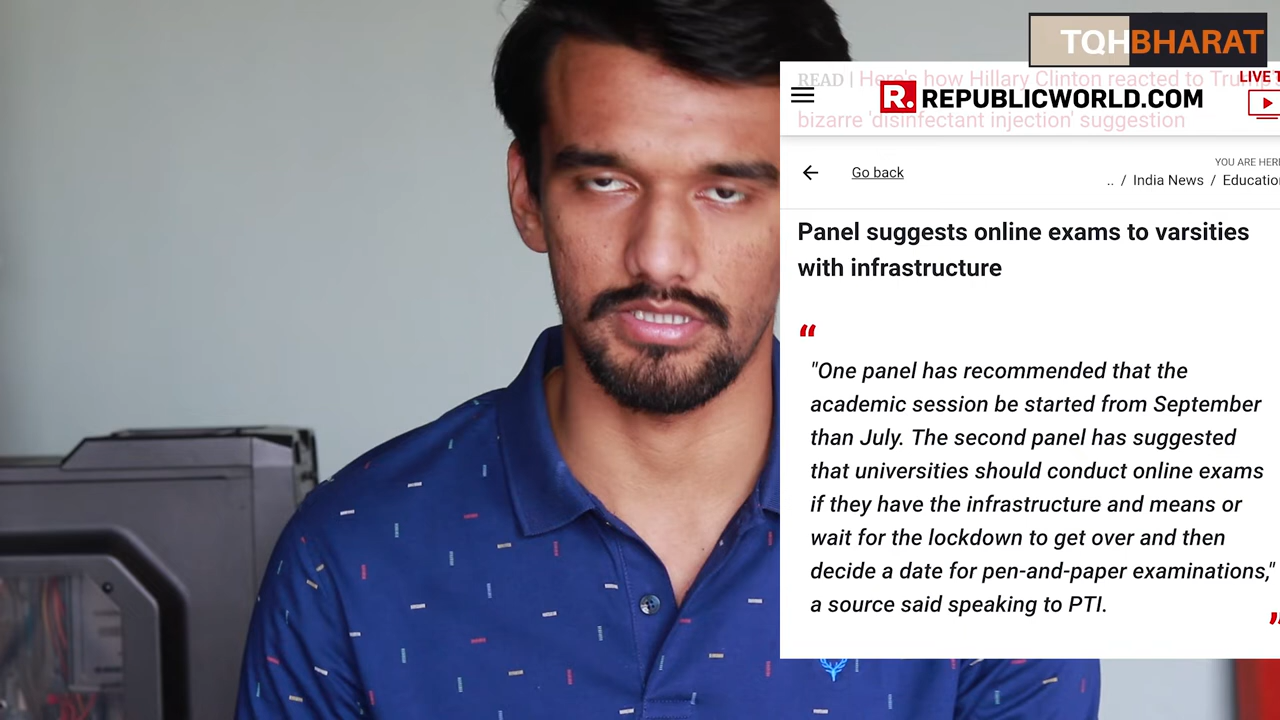 TQHBHARAT
READ | Here's how Hillary Clinton reacted to Trump's
LIVE T
R. REPUBLICWORLD.COM
bizarre 'disinfectant injection' suggestion
YOU ARE HER
Go back
.. / India News / Education
Panel suggests online exams to varsities
with infrastructure
“
"One panel has recommended that the
academic session be started from September
than July. The second panel has suggested
that universities should conduct online exams
if they have the infrastructure and means or
wait for the lockdown to get over and then
decide a date for pen-and-paper examinations,"
a source said speaking to PTI.
”